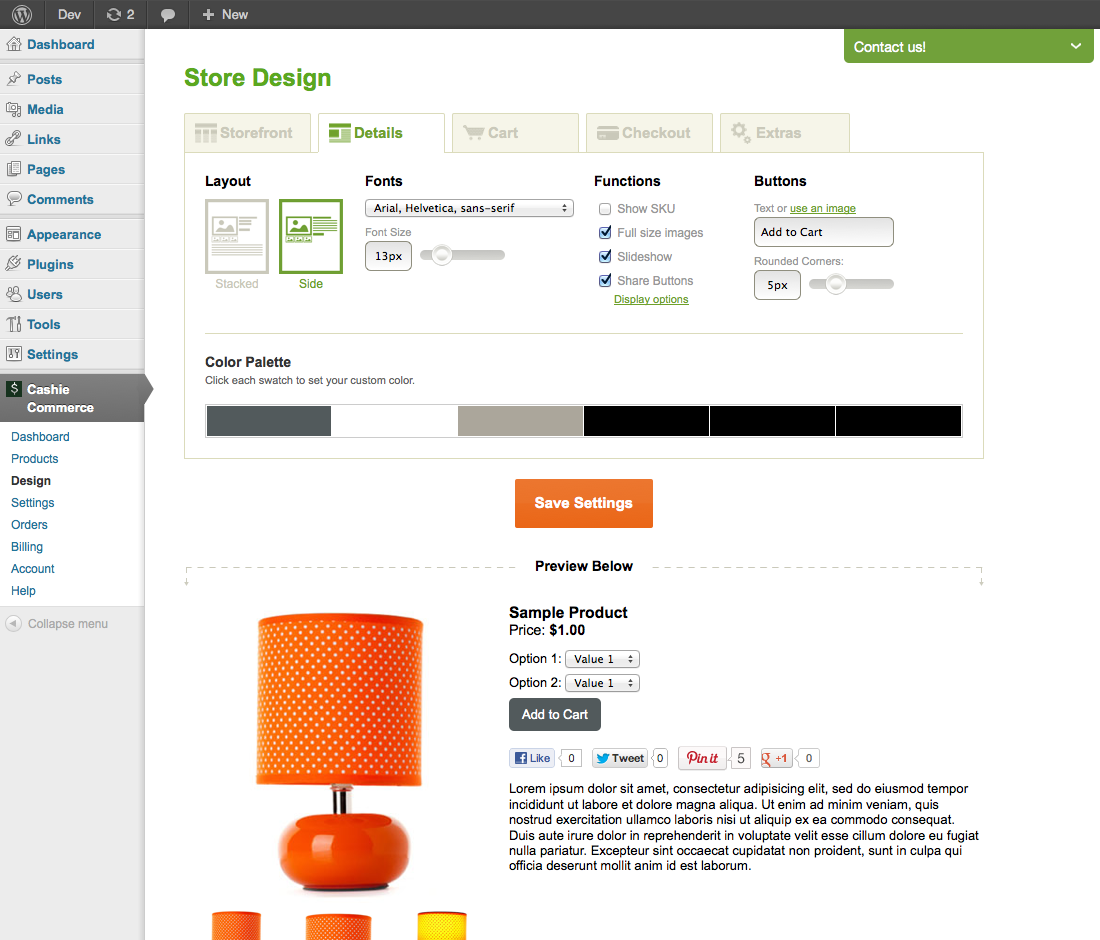 Dev
2
New
Dashboard
Posts
Media
Links
Pages
Comments
Appearance
Plugins
Users
Tools
Settings
Cashie
Commerce
Dashboard
Products
Design
Settings
Orders
Billing
Account
Help
Collapse menu
Contact us!
Store Design
Storefront
Details
Cart
Checkout
Extras
Layout
Stacked
Side
Fonts
Arial, Helvetica, sans-serif
Font Size
13px
Functions
Show SKU
Full size images
Slideshow
Share Buttons
Display options
Buttons
Text or use an image
Add to Cart
Rounded Corners:
5px
Color Palette
Click each swatch to set your custom color.
Save Settings
Preview Below
Sample Product
Price: $1.00
Option 1: Value 1
Option 2: Value 1
Add to Cart
Like 0 Tweet 0 Pin it 5 +1 0
Lorem ipsum dolor sit amet, consectetur adipisicing elit, sed do eiusmod tempor
incididunt ut labore et dolore magna aliqua. Ut enim ad minim veniam, quis
nostrud exercitation ullamco laboris nisi ut aliquip ex ea commodo consequat.
Duis aute irure dolor in reprehenderit in voluptate velit esse cillum dolore eu fugiat
nulla pariatur. Excepteur sint occaecat cupidatat non proident, sunt in culpa qui
officia deserunt mollit anim id est laborum.